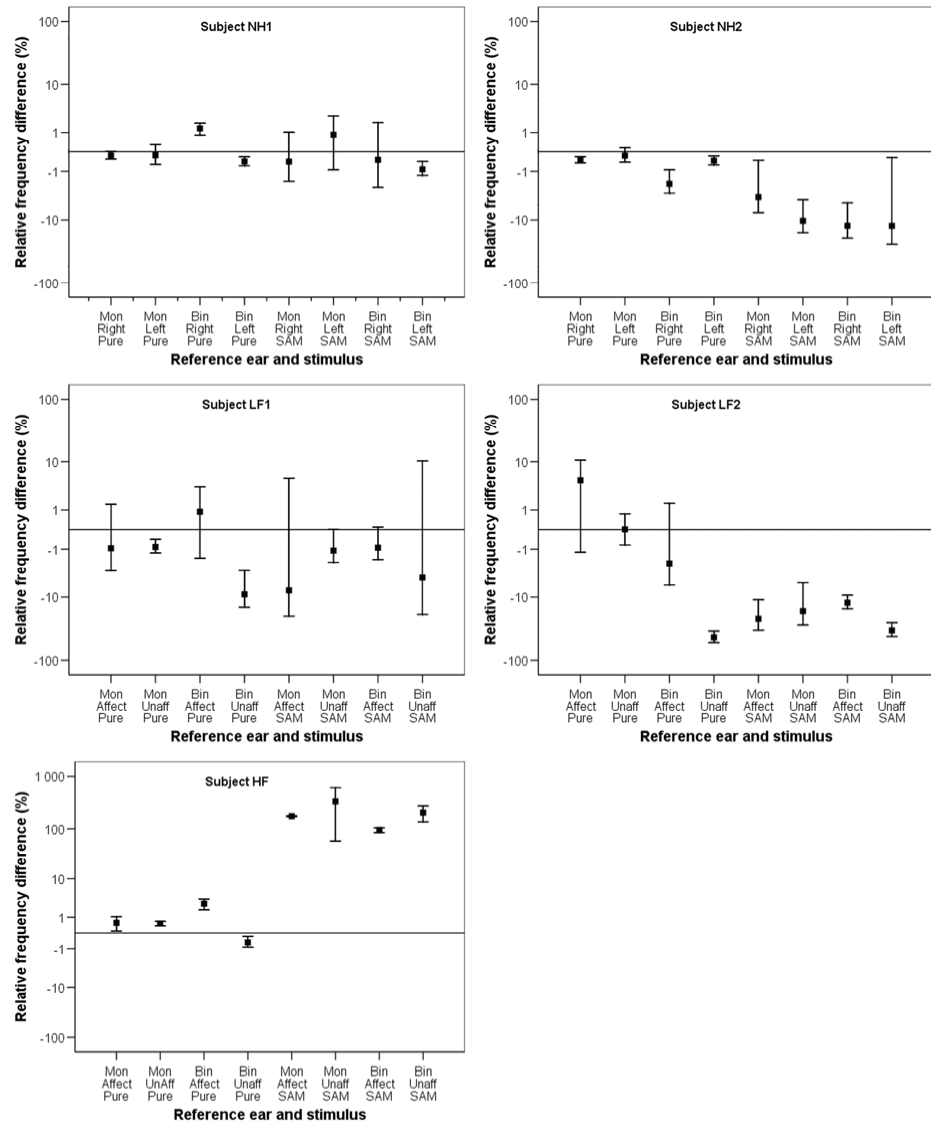 Subject NH1
Relative frequency difference (%)
100
10
1
-1
-10
-100
Mon Mon Bin Bin Mon Mon Bin Bin
Right Left Right Left Right Left Right Left
Pure Pure Pure Pure SAM SAM SAM SAM
Reference ear and stimulus
Subject NH2
Relative frequency difference (%)
100
10
1
-1
-10
-100
Mon Mon Bin Bin Mon Mon Bin Bin
Right Left Right Left Right Left Right Left
Pure Pure Pure Pure SAM SAM SAM SAM
Reference ear and stimulus
Subject LF1
Relative frequency difference (%)
100
10
1
-1
-10
-100
Mon Mon Bin Bin Mon Mon Bin Bin
Affect Unaff Affect Unaff Affect Unaff Affect Unaff
Pure Pure Pure Pure SAM SAM SAM SAM
Reference ear and stimulus
Subject LF2
Relative frequency difference (%)
100
10
1
-1
-10
-100
Mon Mon Bin Bin Mon Mon Bin Bin
Affect Unaff Affect Unaff Affect Unaff Affect Unaff
Pure Pure Pure Pure SAM SAM SAM SAM
Reference ear and stimulus
Subject HF
Relative frequency difference (%)
1 000
100
10
1
-1
-10
-100
Mon Mon Bin Bin Mon Mon Bin Bin
Affect UnAff Affect Unaff Affect Unaff Affect Unaff
Pure Pure Pure Pure SAM SAM SAM SAM
Reference ear and stimulus